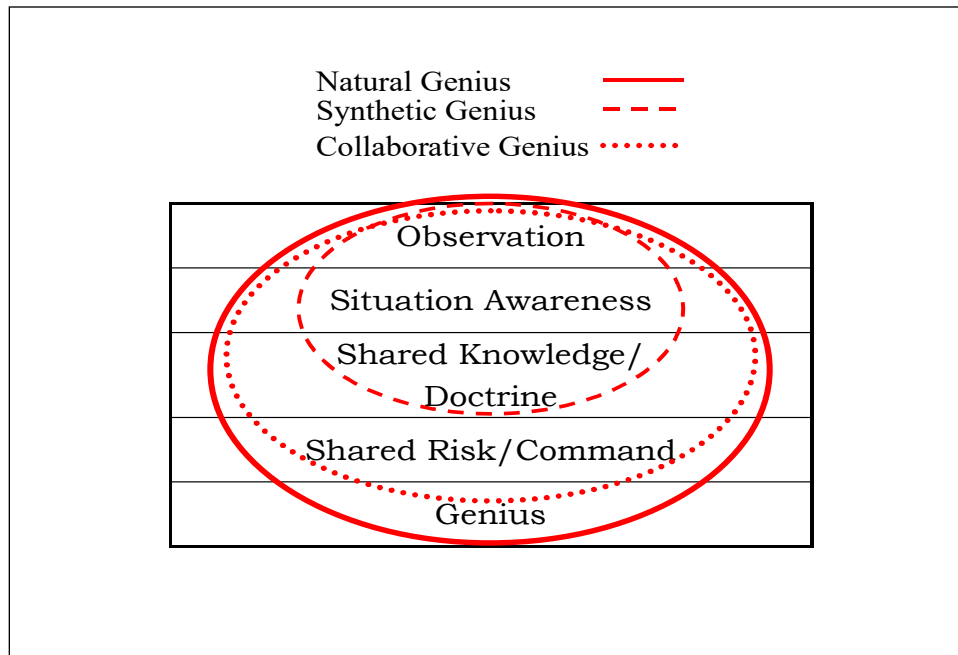 Natural Genius
Synthetic Genius
Collaborative Genius
Observation
Situation Awareness
Shared Knowledge/
Doctrine
Shared Risk/Command
Genius